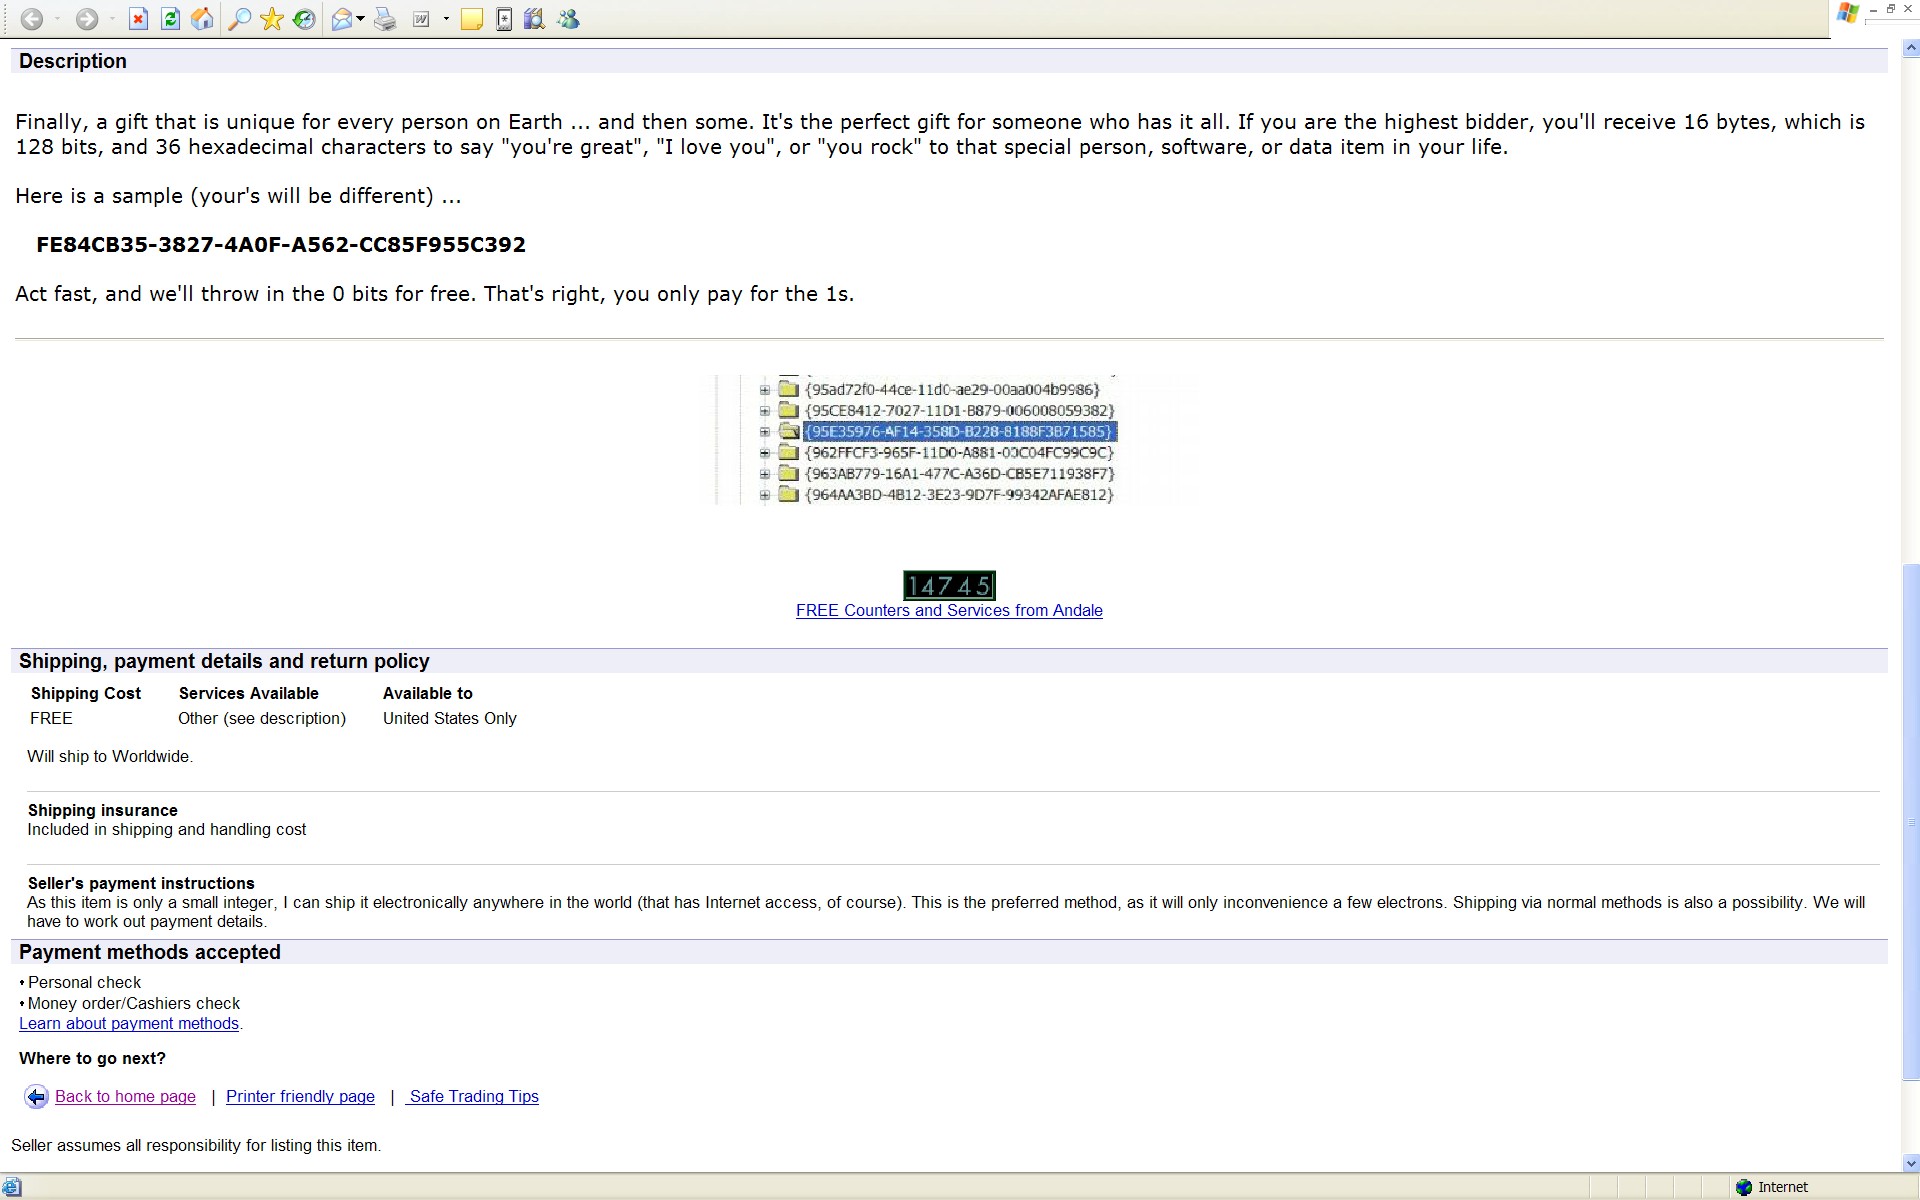 Description
Finally, a gift that is unique for every person on Earth ... and then some. It's the perfect gift for someone who has it all. If you are the highest bidder, you'll receive 16 bytes, which is
128 bits, and 36 hexadecimal characters to say "you're great", "I love you", or "you rock" to that special person, software, or data item in your life.
Here is a sample (your's will be different) ...
FE84CB35-3827-4A0F-A562-CC85F955C392
Act fast, and we'll throw in the 0 bits for free. That's right, you only pay for the 1s.
{95ad72f0-44ce-11d0-ae29-00aa004b9986}
{95CE8412-7027-11D1-B879-006008059382}
{95E35976-AF14-358D-B228-8188F3B71585}
{962FFCF3-965F-11D0-A881-00C04FC99C9C}
{963AB779-16A1-477C-A36D-CB5E711938F7}
{964AA3BD-4B12-3E23-9D7F-99342AFAE812}
14745
FREE Counters and Services from Andale
Shipping, payment details and return policy
Shipping Cost Services Available Available to
FREE Other (see description) United States Only
Will ship to Worldwide.
Shipping insurance
Included in shipping and handling cost
Seller's payment instructions
As this item is only a small integer, I can ship it electronically anywhere in the world (that has Internet access, of course). This is the preferred method, as it will only inconvenience a few electrons. Shipping via normal methods is also a possibility. We will
have to work out payment details.
Payment methods accepted
• Personal check
• Money order/Cashiers check
Learn about payment methods.
Where to go next?
Back to home page | Printer friendly page | Safe Trading Tips
Seller assumes all responsibility for listing this item.
Internet